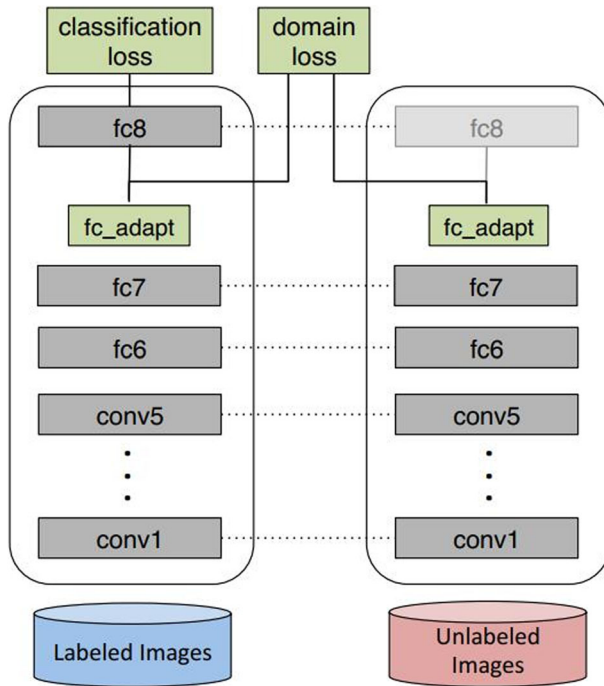 classification
loss
domain
loss
fc8
fc8
fc_adapt
fc_adapt
fc7
fc7
fc6
fc6
conv5
conv5
conv1
conv1
Labeled Images
Unlabeled
Images